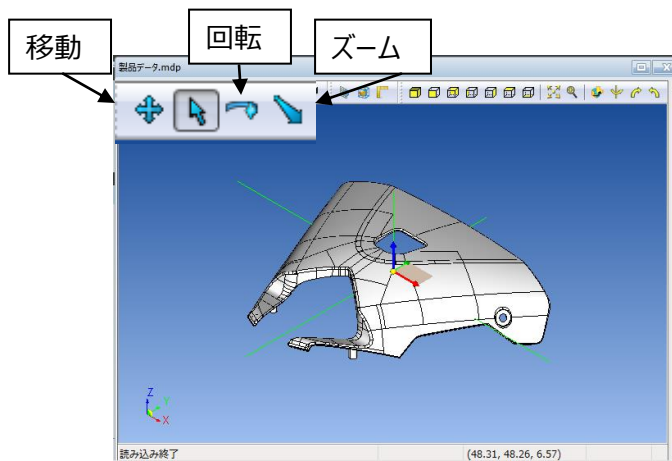 移動
回転
ズーム
製品データ.mdp
Z
Y
X
読み込み終了
(48.31, 48.26, 6.57)